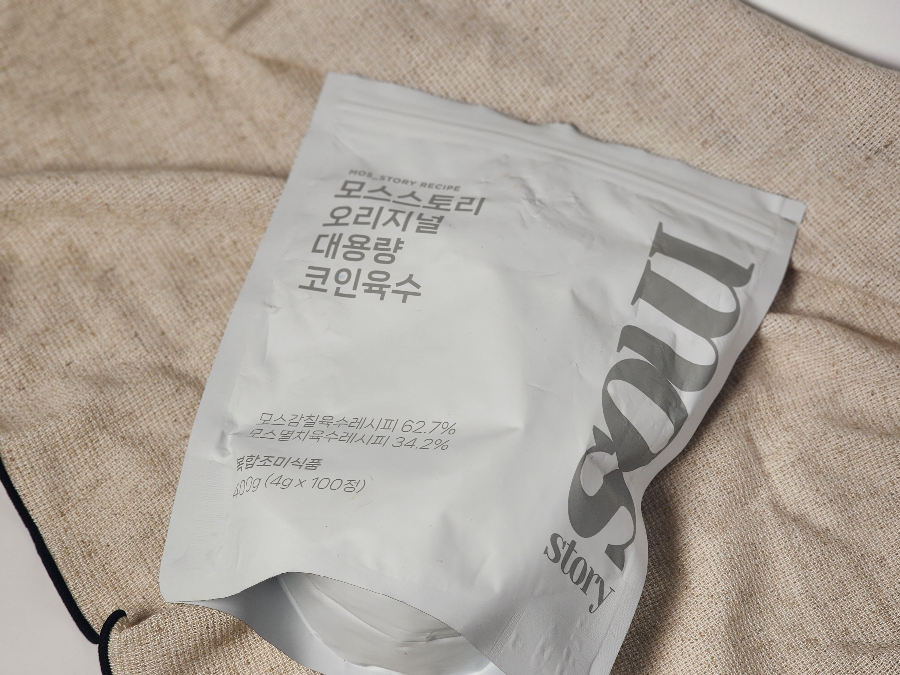 MOS_STORY RECIPE
모스스토리
오리지널
대용량
코인육수
모스감칠육수레시피 62.7%
모스멸치육수레시피 34.2%
복합조미식품
400g (4g x 100정)
mos
story